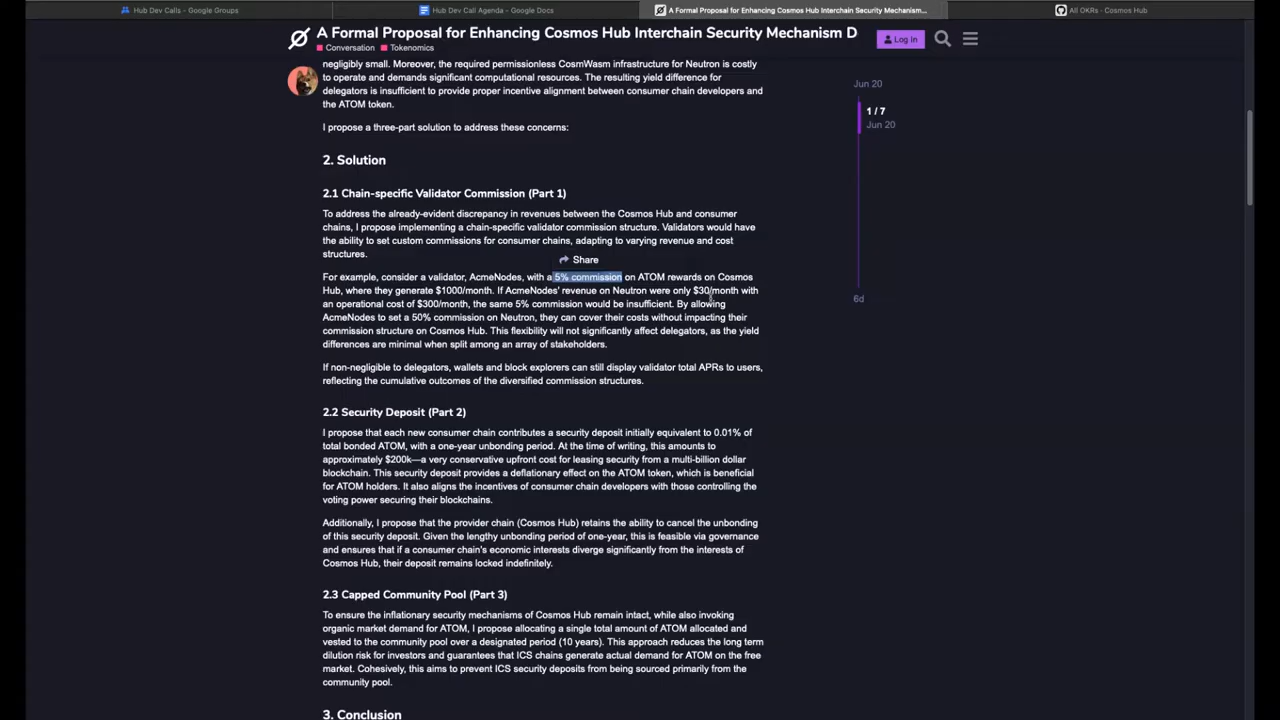 Hub Dev Calls - Google Groups
Hub Dev Call Agenda - Google Docs
A Formal Proposal for Enhancing Cosmos Hub Interchain Security Mechanism...
All OKRs - Cosmos Hub
A Formal Proposal for Enhancing Cosmos Hub Interchain Security Mechanism D
Conversation Tokenomics
Log In
negligibly small. Moreover, the required permissionless CosmWasm infrastructure for Neutron is costly
to operate and demands significant computational resources. The resulting yield difference for
delegators is insufficient to provide proper incentive alignment between consumer chain developers and
the ATOM token.
I propose a three-part solution to address these concerns:
2. Solution
2.1 Chain-specific Validator Commission (Part 1)
To address the already-evident discrepancy in revenues between the Cosmos Hub and consumer
chains, I propose implementing a chain-specific validator commission structure. Validators would have
the ability to set custom commissions for consumer chains, adapting to varying revenue and cost
structures.
Share
For example, consider a validator, AcmeNodes, with a 5% commission on ATOM rewards on Cosmos
Hub, where they generate $1000/month. If AcmeNodes' revenue on Neutron were only $30/month with
an operational cost of $300/month, the same 5% commission would be insufficient. By allowing
AcmeNodes to set a 50% commission on Neutron, they can cover their costs without impacting their
commission structure on Cosmos Hub. This flexibility will not significantly affect delegators, as the yield
differences are minimal when split among an array of stakeholders.
If non-negligible to delegators, wallets and block explorers can still display validator total APRs to users,
reflecting the cumulative outcomes of the diversified commission structures.
2.2 Security Deposit (Part 2)
I propose that each new consumer chain contributes a security deposit initially equivalent to 0.01% of
total bonded ATOM, with a one-year unbonding period. At the time of writing, this amounts to
approximately $200k—a very conservative upfront cost for leasing security from a multi-billion dollar
blockchain. This security deposit provides a deflationary effect on the ATOM token, which is beneficial
for ATOM holders. It also aligns the incentives of consumer chain developers with those controlling the
voting power securing their blockchains.
Additionally, I propose that the provider chain (Cosmos Hub) retains the ability to cancel the unbonding
of this security deposit. Given the lengthy unbonding period of one-year, this is feasible via governance
and ensures that if a consumer chain's economic interests diverge significantly from the interests of
Cosmos Hub, their deposit remains locked indefinitely.
2.3 Capped Community Pool (Part 3)
To ensure the inflationary security mechanisms of Cosmos Hub remain intact, while also invoking
organic market demand for ATOM, I propose allocating a single total amount of ATOM allocated and
vested to the community pool over a designated period (10 years). This approach reduces the long term
dilution risk for investors and guarantees that ICS chains generate actual demand for ATOM on the free
market. Cohesively, this aims to prevent ICS security deposits from being sourced primarily from the
community pool.
3. Conclusion
Jun 20
1 / 7
Jun 20
6d